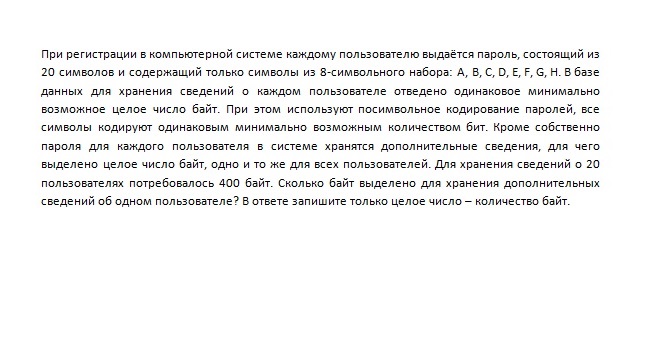 При регистрации в компьютерной системе каждому пользователю выдаётся пароль, состоящий из
20 символов и содержащий только символы из 8-символьного набора: A, B, C, D, E, F, G, H. В базе
данных для хранения сведений о каждом пользователе отведено одинаковое минимально
возможное целое число байт. При этом используют посимвольное кодирование паролей, все
символы кодируют одинаковым минимально возможным количеством бит. Кроме собственно
пароля для каждого пользователя в системе хранятся дополнительные сведения, для чего
выделено целое число байт, одно и то же для всех пользователей. Для хранения сведений о 20
пользователях потребовалось 400 байт. Сколько байт выделено для хранения дополнительных
сведений об одном пользователе? В ответе запишите только целое число – количество байт.